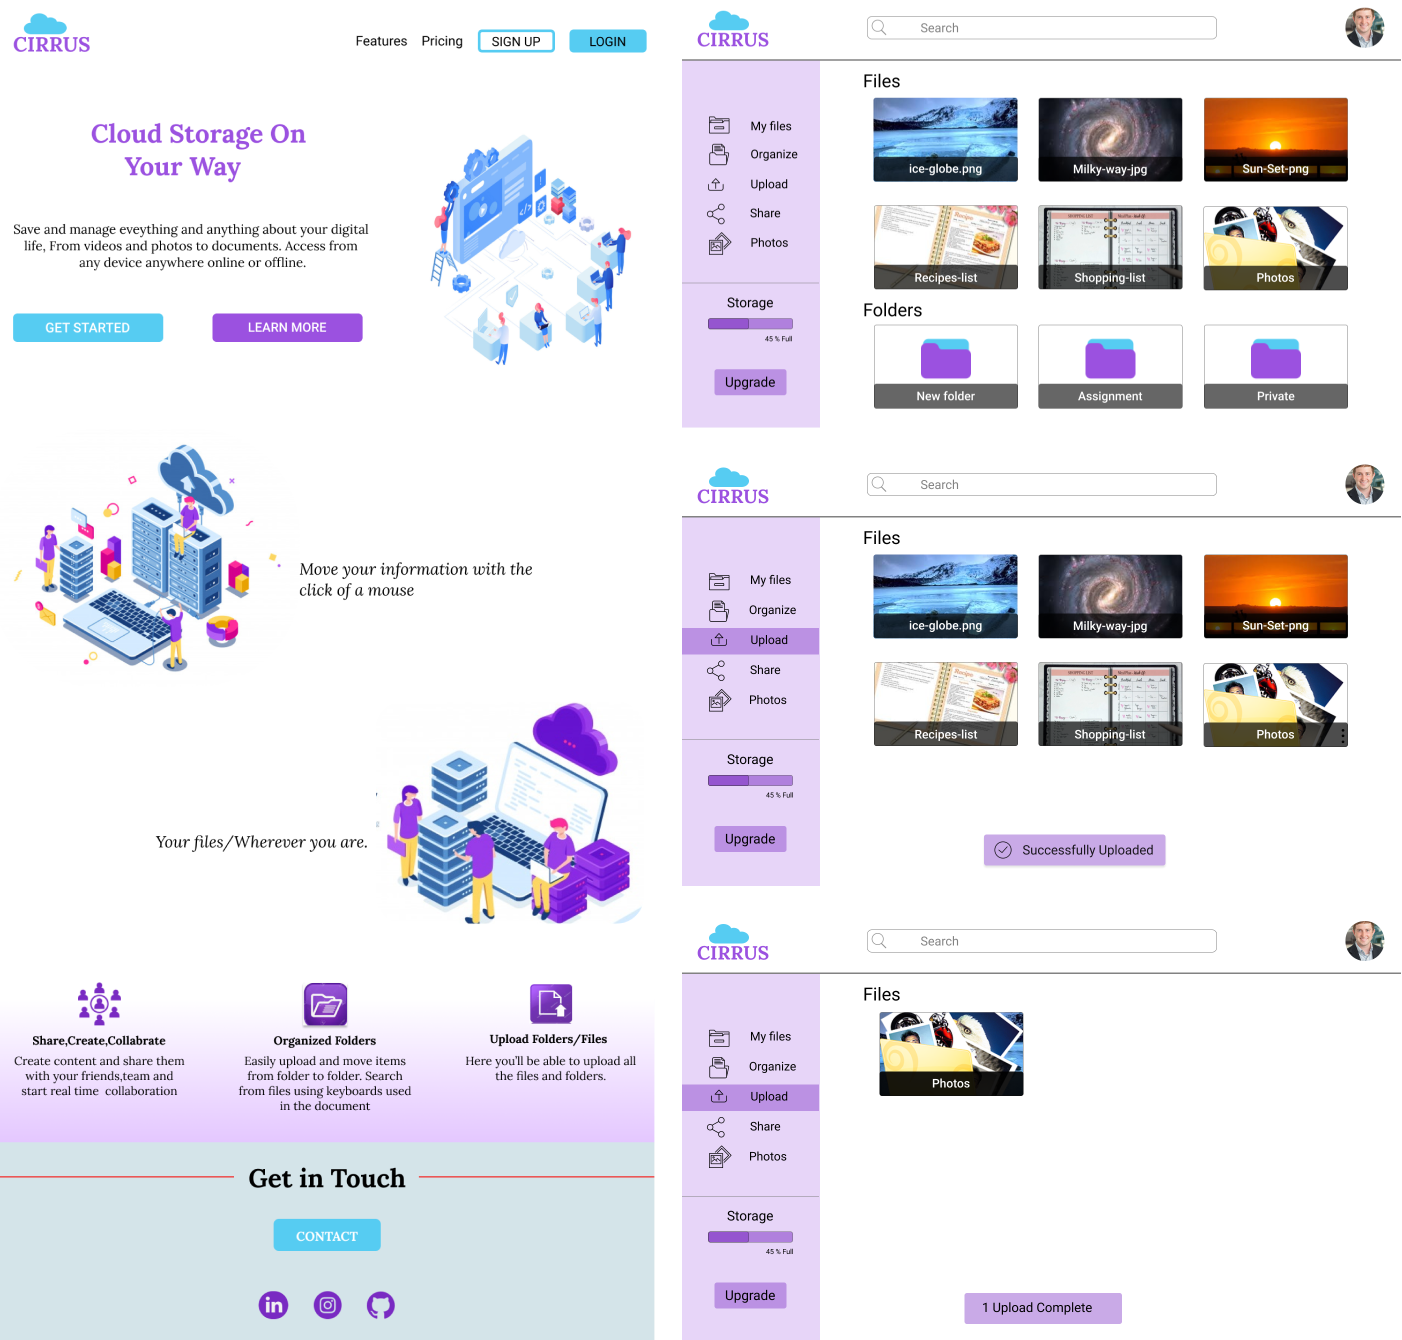 CIRRUS
Features
Pricing
SIGN UP
LOGIN
Cloud Storage On
Your Way
Save and manage eveything and anything about your digital
life, From videos and photos to documents. Access from
any device anywhere online or offline.
GET STARTED
LEARN MORE
Move your information with the
click of a mouse
Your files/Wherever you are.
Share,Create,Collabrate
Create content and share them
with your friends,team and
start real time collaboration
Organized Folders
Easily upload and move items
from folder to folder. Search
from files using keyboards used
in the document
Upload Folders/Files
Here you'll be able to upload all
the files and folders.
Get in Touch
CONTACT
in
CIRRUS
Search
My files
Organize
Upload
Share
Photos
Storage
45 % Full
Upgrade
Files
ice-globe.png
Milky-way-jpg
Sun-Set-png
Recipes
Recipes-list
SHOPPING LIST
Shopping-list
Photos
Folders
New folder
Assignment
Private
CIRRUS
Search
My files
Organize
Upload
Share
Photos
Storage
45 % Full
Upgrade
Files
ice-globe.png
Milky-way-jpg
Sun-Set-png
Recipes
Recipes-list
SHOPPING LIST
Shopping-list
Photos
Successfully Uploaded
CIRRUS
Search
My files
Organize
Upload
Share
Photos
Storage
45 % Full
Upgrade
Files
Photos
1 Upload Complete